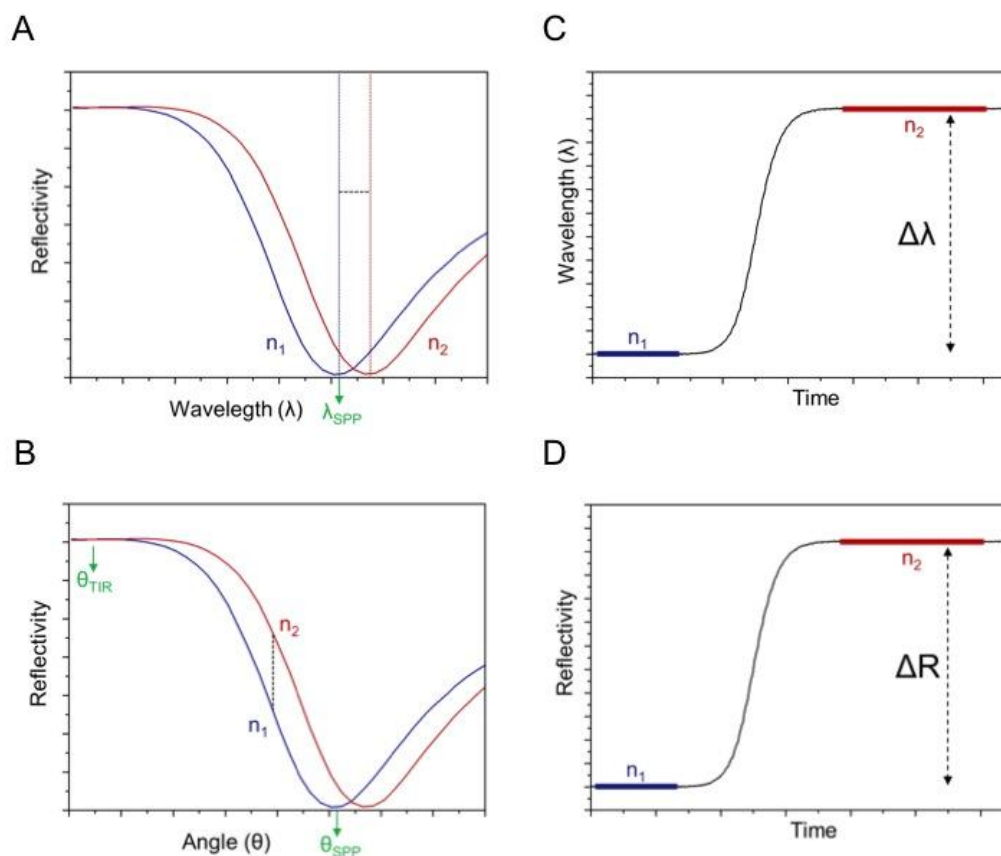 A
Reflectivity
n₁
n₂
Wavelegth (λ)
λSPP
C
Wavelength (λ)
n₂
Δλ
n₁
Time
B
θTIR
n₂
Reflectivity
n₁
Angle (θ)
θSPP
D
Reflectivity
n₂
ΔR
n₁
Time